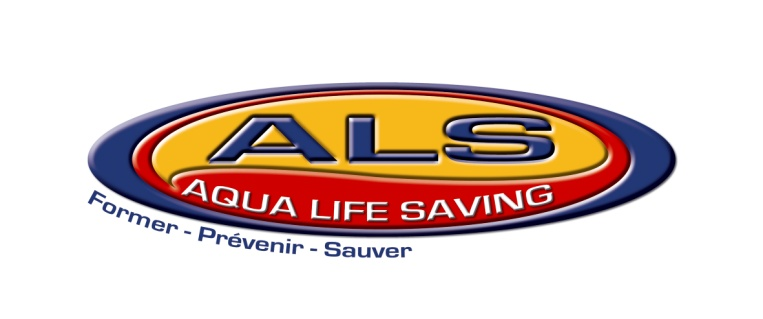 ALS
AQUA LIFE SAVING
Former - Prévenir - Sauver